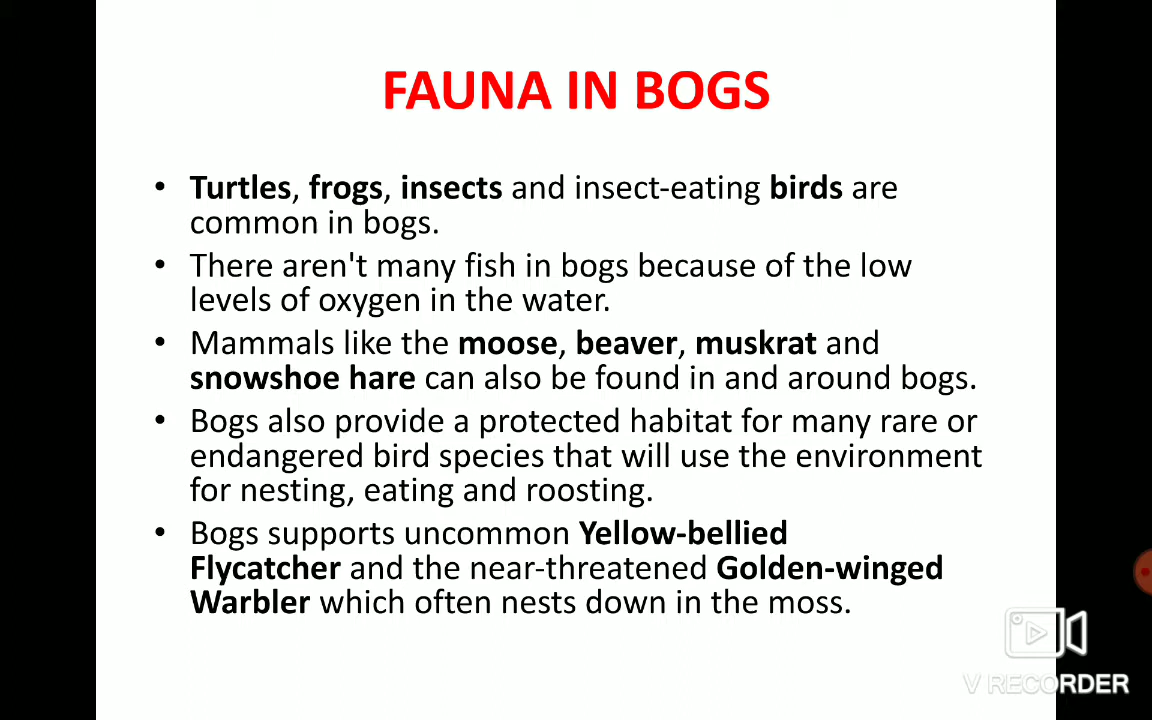 FAUNA IN BOGS
• Turtles, frogs, insects and insect-eating birds are
common in bogs.
• There aren't many fish in bogs because of the low
levels of oxygen in the water.
• Mammals like the moose, beaver, muskrat and
snowshoe hare can also be found in and around bogs.
• Bogs also provide a protected habitat for many rare or
endangered bird species that will use the environment
for nesting, eating and roosting.
• Bogs supports uncommon Yellow-bellied
Flycatcher and the near-threatened Golden-winged
Warbler which often nests down in the moss.
V RECORDER